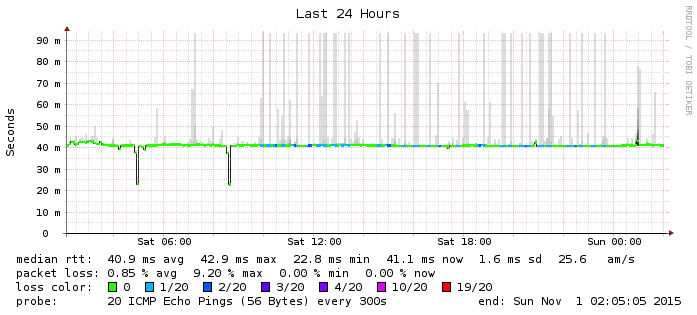 Last 24 Hours
RRDTOOL / TOBI OETIKER
Seconds
90 m
80 m
70 m
60 m
50 m
40 m
30 m
20 m
10 m
0
Sat 06:00 Sat 12:00 Sat 18:00 Sun 00:00
median rtt: 40.9 ms avg 42.9 ms max 22.8 ms min 41.1 ms now 1.6 ms sd 25.6 am/s
packet loss: 0.85 % avg 9.20 % max 0.00 % min 0.00 % now
loss color: 0 1/20 2/20 3/20 4/20 10/20 19/20
probe: 20 ICMP Echo Pings (56 Bytes) every 300s end: Sun Nov 1 02:05:05 2015